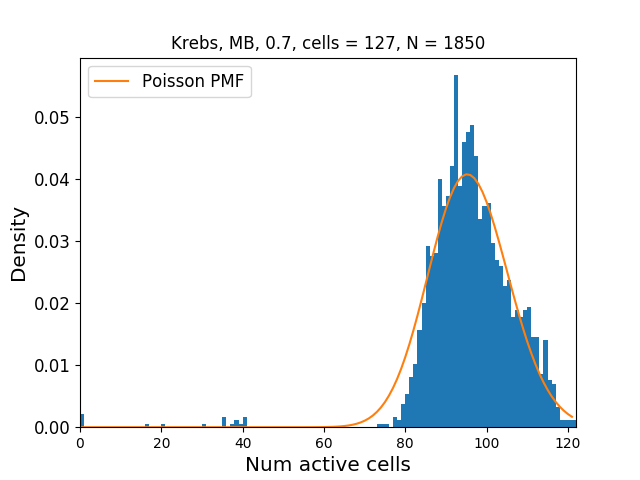 Krebs, MB, 0.7, cells = 127, N = 1850
Poisson PMF
Density
0.05
0.04
0.03
0.02
0.01
0.00
0 20 40 60 80 100 120
Num active cells